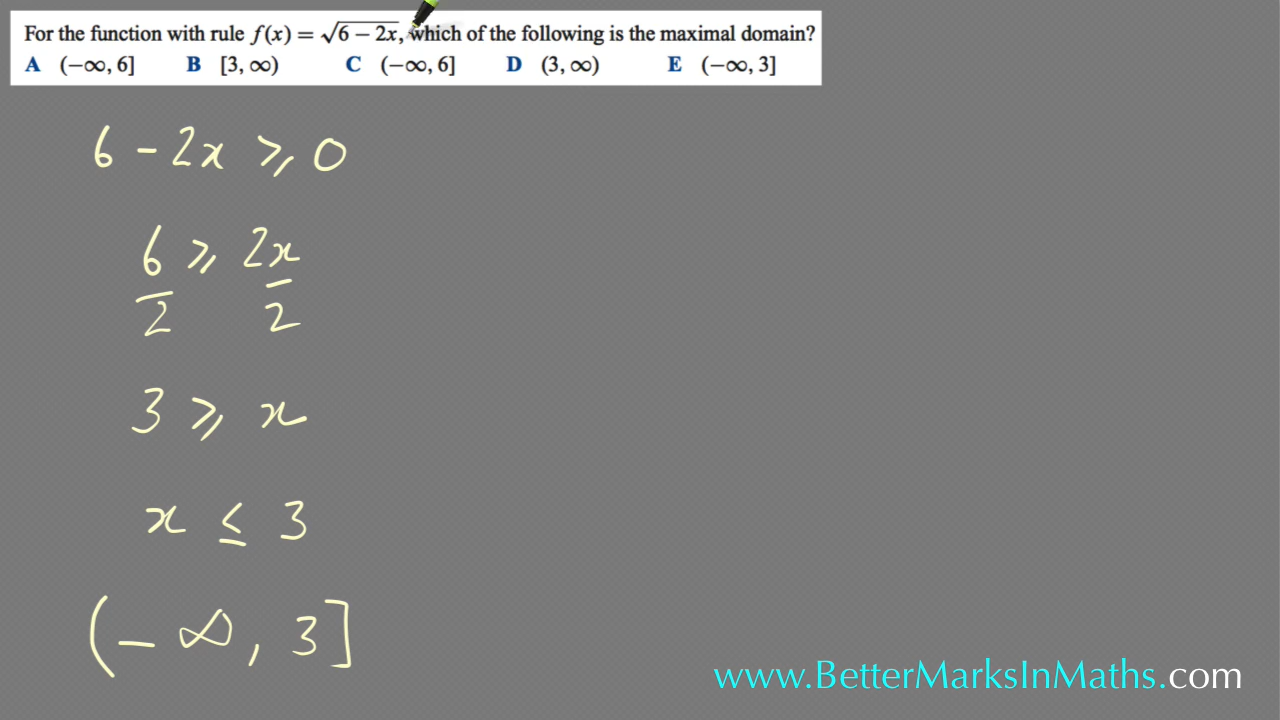 For the function with rule f(x) = √6 − 2x, which of the following is the maximal domain?
A (−∞, 6] B [3, ∞) C (−∞, 6] D (3, ∞) E (−∞, 3]
6 − 2x ⩾ 0
6 ⩾ 2x
2 2
3 ⩾ x
x ≤ 3
(− ∞, 3]
www.BetterMarksInMaths.com